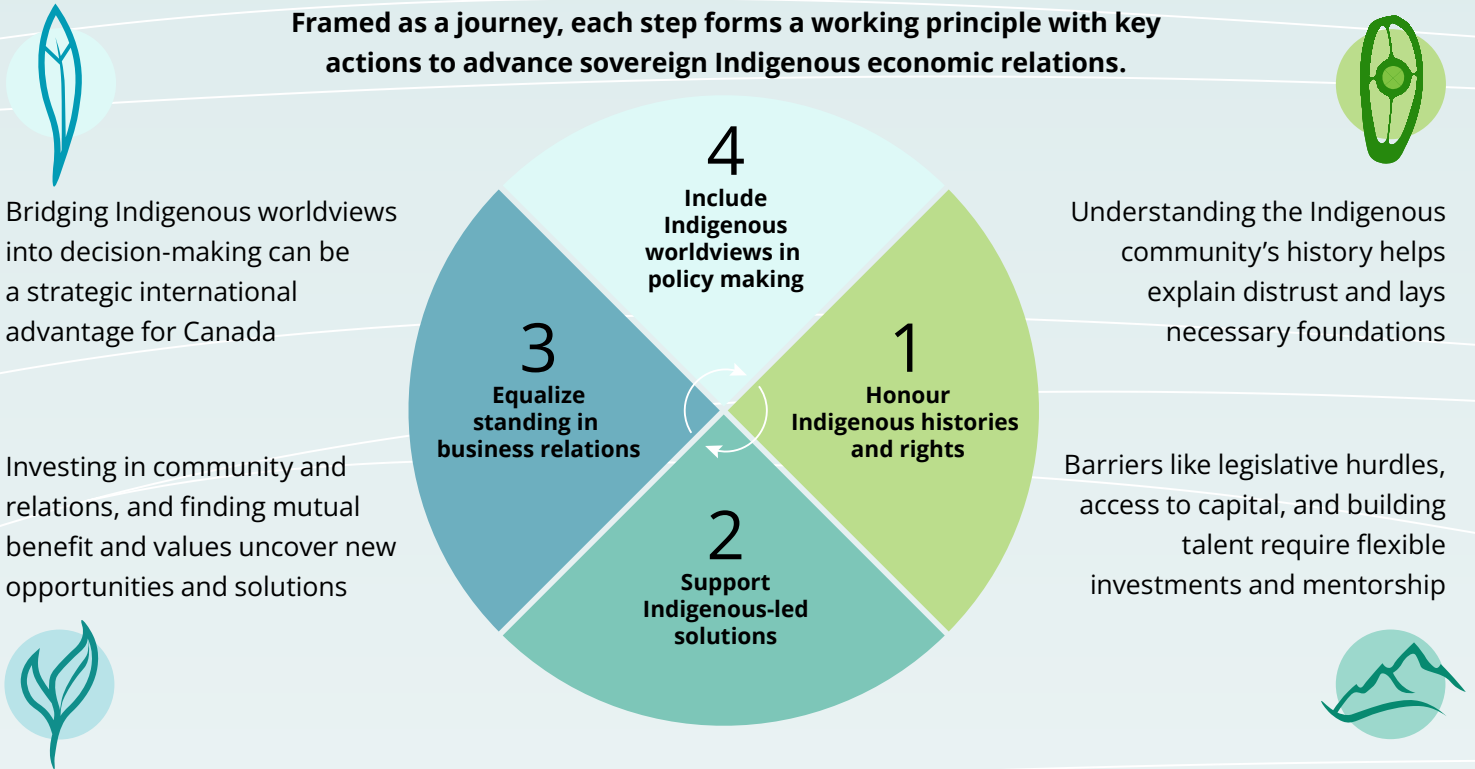 Framed as a journey, each step forms a working principle with key
actions to advance sovereign Indigenous economic relations.
4
Include
Indigenous
worldviews in
policy making
Bridging Indigenous worldviews
into decision-making can be
a strategic international
advantage for Canada
Understanding the Indigenous
community’s history helps
explain distrust and lays
necessary foundations
3
Equalize
standing in
business relations
1
Honour
Indigenous histories
and rights
Investing in community and
relations, and finding mutual
benefit and values uncover new
opportunities and solutions
2
Support
Indigenous-led
solutions
Barriers like legislative hurdles,
access to capital, and building
talent require flexible
investments and mentorship